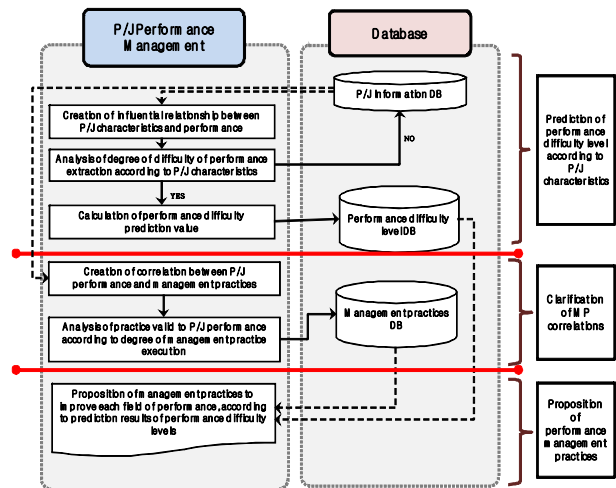 P/J Performance
Management
Database
P/J Information DB
Creation of influential relationship between
P/J characteristics and performance
NO
Analysis of degree of difficulty of performance
extraction according to P/J characteristics
YES
Calculation of performance difficulty
prediction value
Performance difficulty
level DB
Prediction of
performance
difficulty level
according to
P/J
characteristics
Creation of correlation between P/J
performance and management practices
Analysis of practice valid to P/J performance
according to degree of management practice
execution
Management practices
DB
Clarification
of MP
correlations
Proposition of management practices to
improve each field of performance, according
to prediction results of performance difficulty
levels
Proposition
of
performance
management
practices